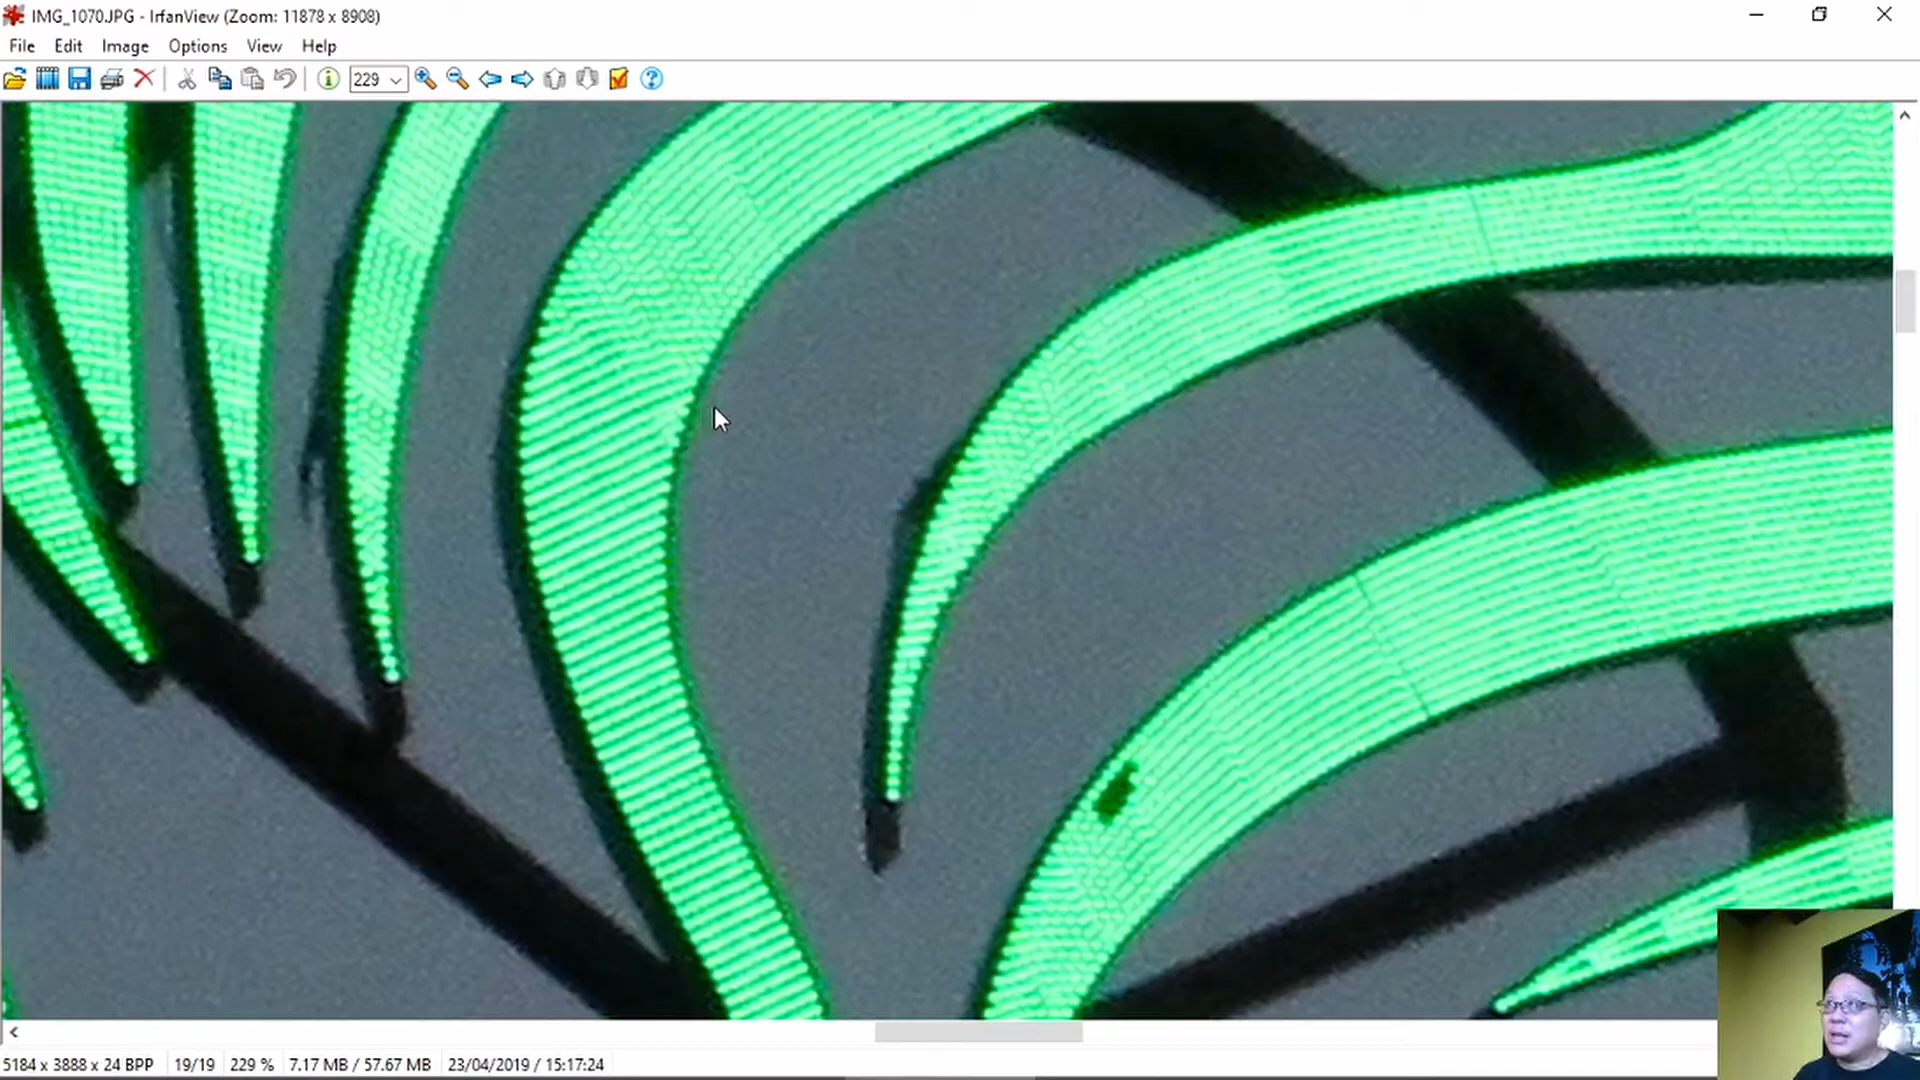 IMG_1070.JPG - IrfanView (Zoom: 11878 x 8908)
File Edit Image Options View Help
229
5184 x 3888 x 24 BPP 19/19 229 % 7.17 MB / 57.67 MB 23/04/2019 / 15:17:24